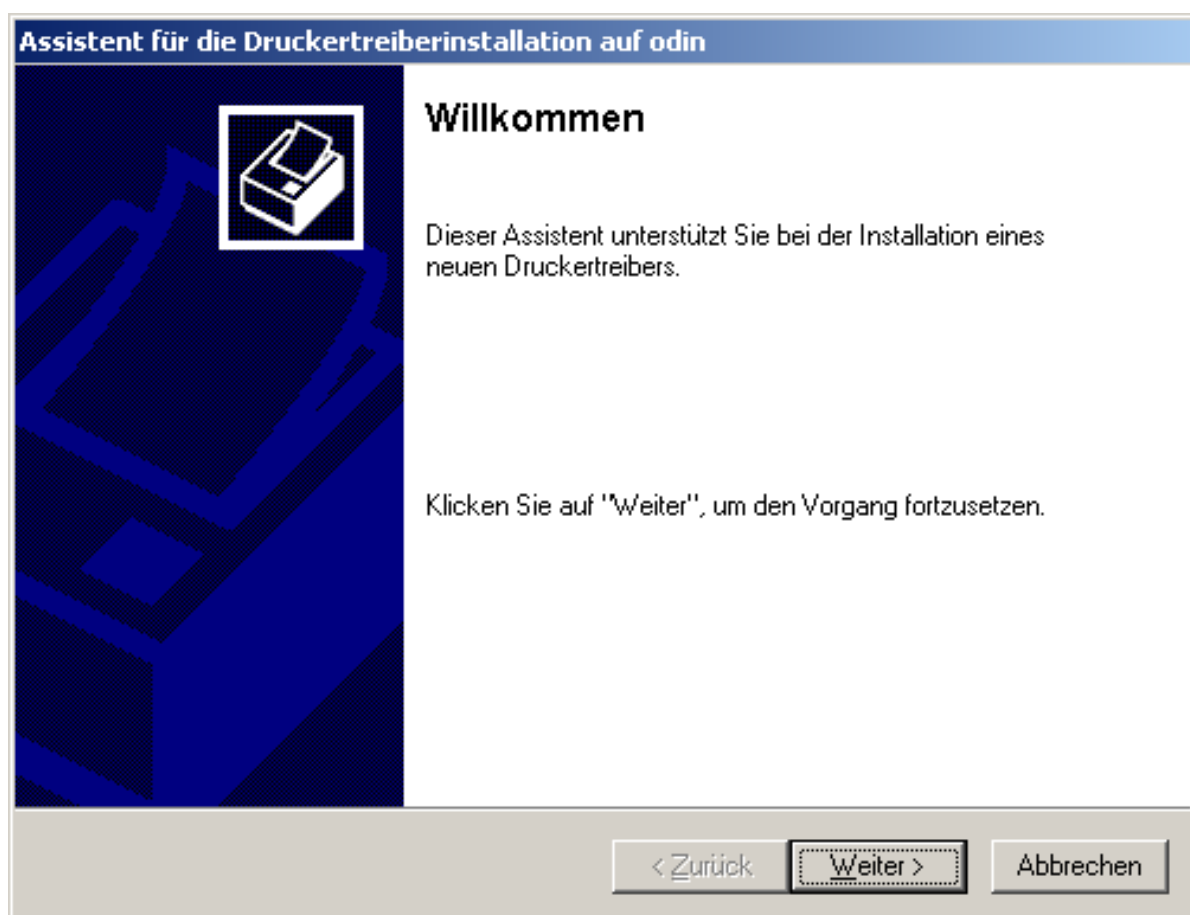 Assistent für die Druckertreiberinstallation auf odin
Willkommen
Dieser Assistent unterstützt Sie bei der Installation eines
neuen Druckertreibers.
Klicken Sie auf "Weiter", um den Vorgang fortzusetzen.
< Zurück
Weiter >
Abbrechen